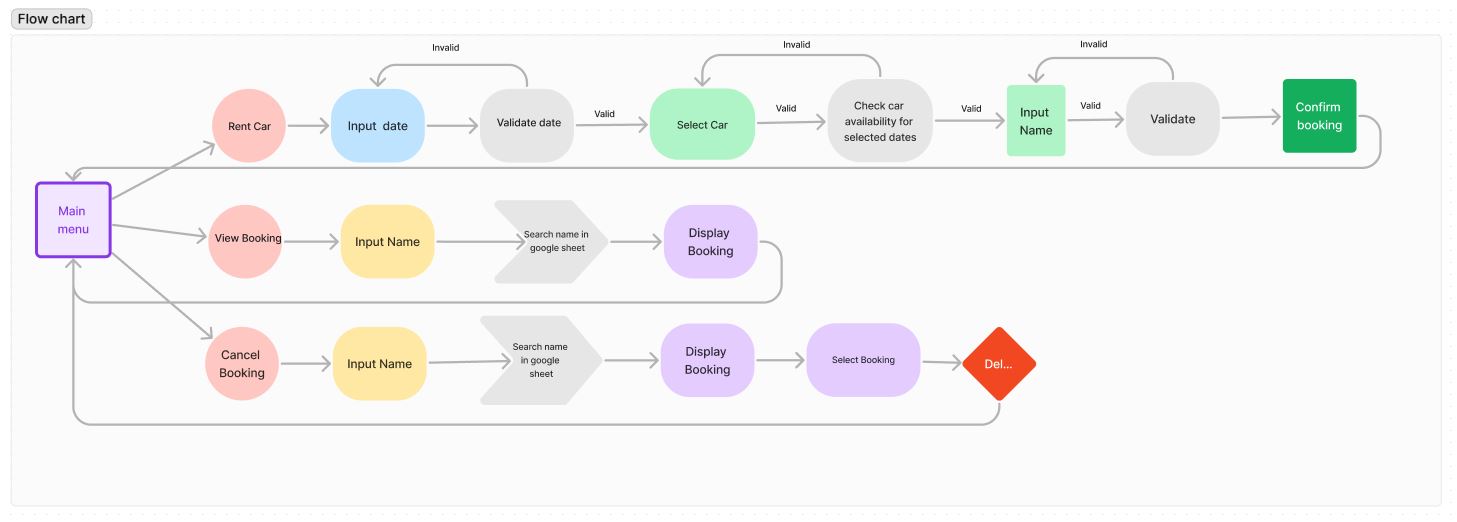 Flow chart
Invalid
Invalid
Invalid
Rent Car
Input date
Validate date
Valid
Select Car
Valid
Check car
availability for
selected dates
Valid
Input
Name
Valid
Validate
Confirm
booking
Main
menu
View Booking
Input Name
Search name in
google sheet
Display
Booking
Cancel
Booking
Input Name
Search name
in google
sheet
Display
Booking
Select Booking
Del...